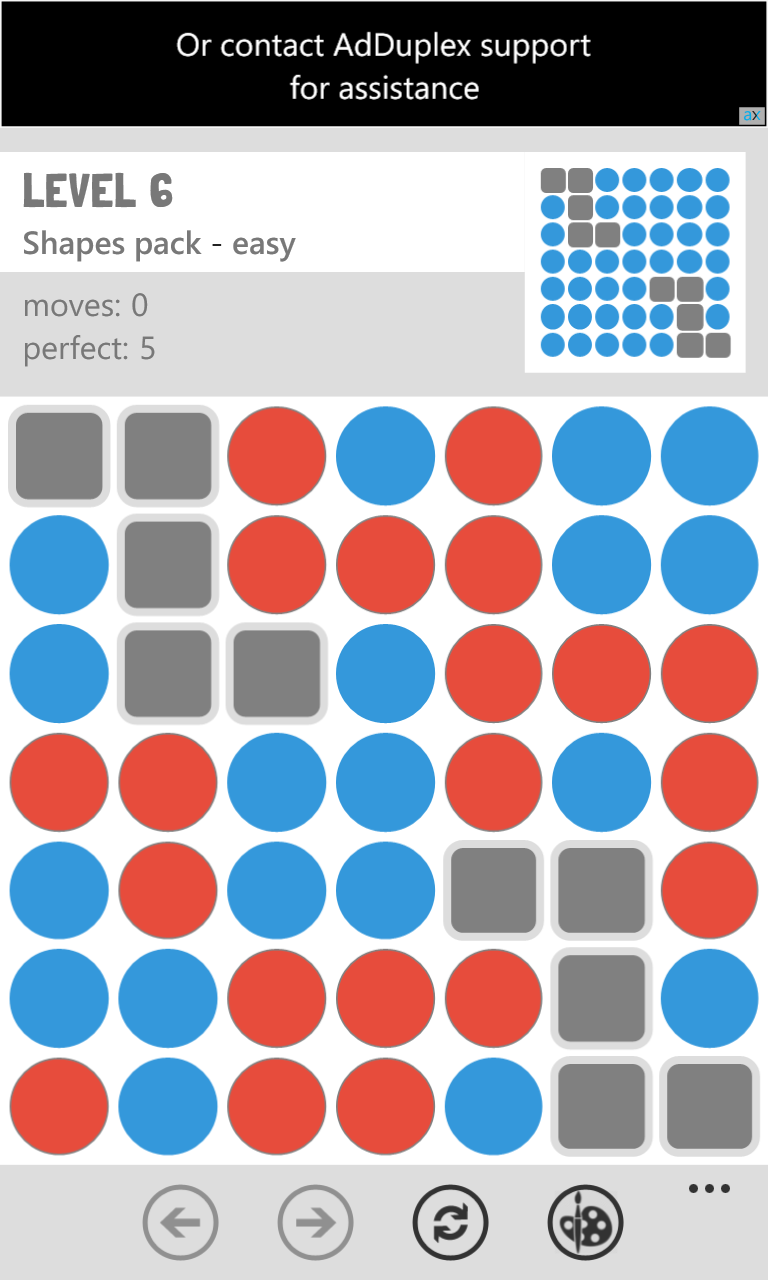 Or contact AdDuplex support
for assistance
ax
LEVEL 6
Shapes pack - easy
moves: 0
perfect: 5